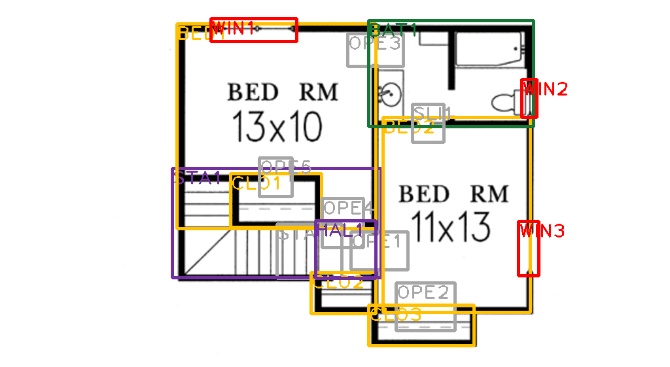 WIN1
BED1
BAT1
OPE3
BED RM
13x10
WIN2
SLI1
BED2
OPE5
STA1
CLO1
BED RM
11x13
OPE4
HAL1
STA
OPE1
WIN3
CLO2
OPE2
CLO3